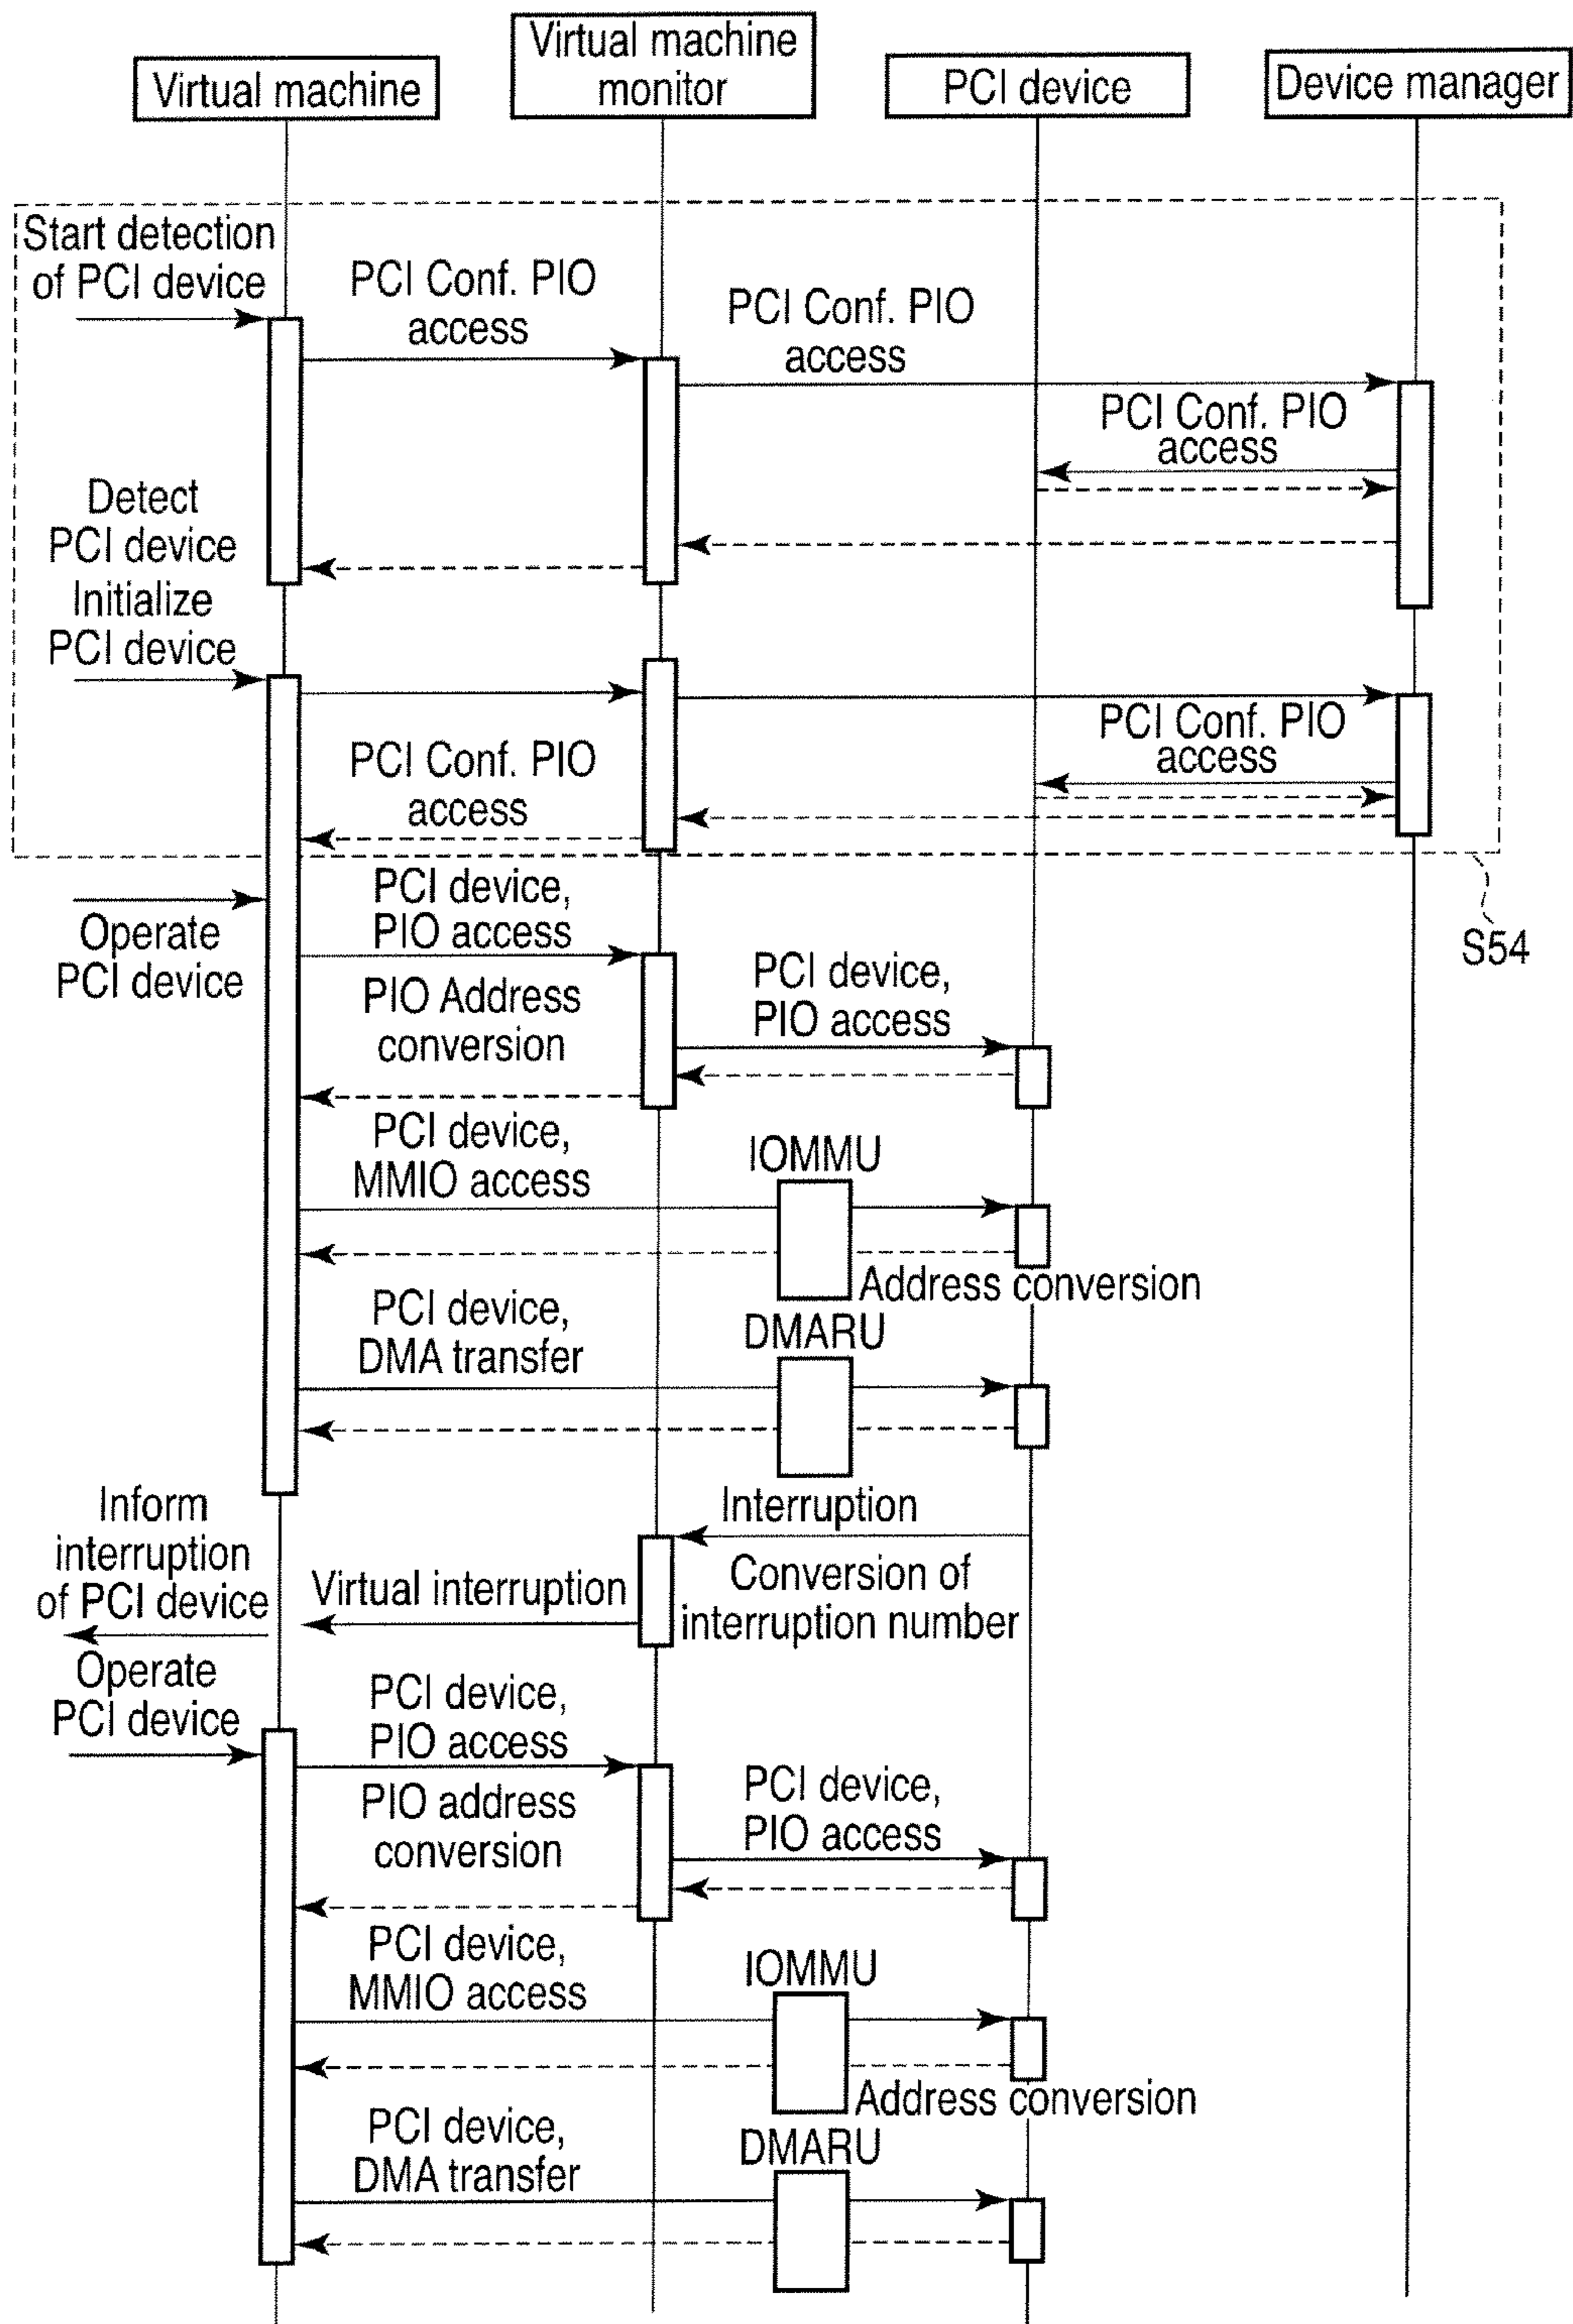 Virtual machine
Virtual machine
monitor
PCI device
Device manager
Start detection
of PCI device
PCI Conf. PIO
access
PCI Conf. PIO
access
PCI Conf. PIO
access
Detect
PCI device
Initialize
PCI device
PCI Conf. PIO
access
PCI Conf. PIO
access
S54
Operate
PCI device
PCI device,
PIO access
PIO Address
conversion
PCI device,
PIO access
PCI device,
MMIO access
IOMMU
Address conversion
PCI device,
DMA transfer
DMARU
Interruption
Conversion of
interruption number
Virtual interruption
Inform
interruption
of PCI device
Operate
PCI device
PCI device,
PIO access
PIO address
conversion
PCI device,
PIO access
PCI device,
MMIO access
IOMMU
Address conversion
PCI device,
DMA transfer
DMARU